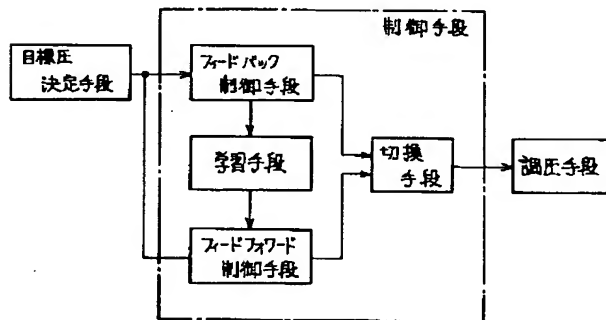 制御手段
目標圧
決定手段
フィードバック
制御手段
学習手段
フィードフォワード
制御手段
切換
手段
調圧手段